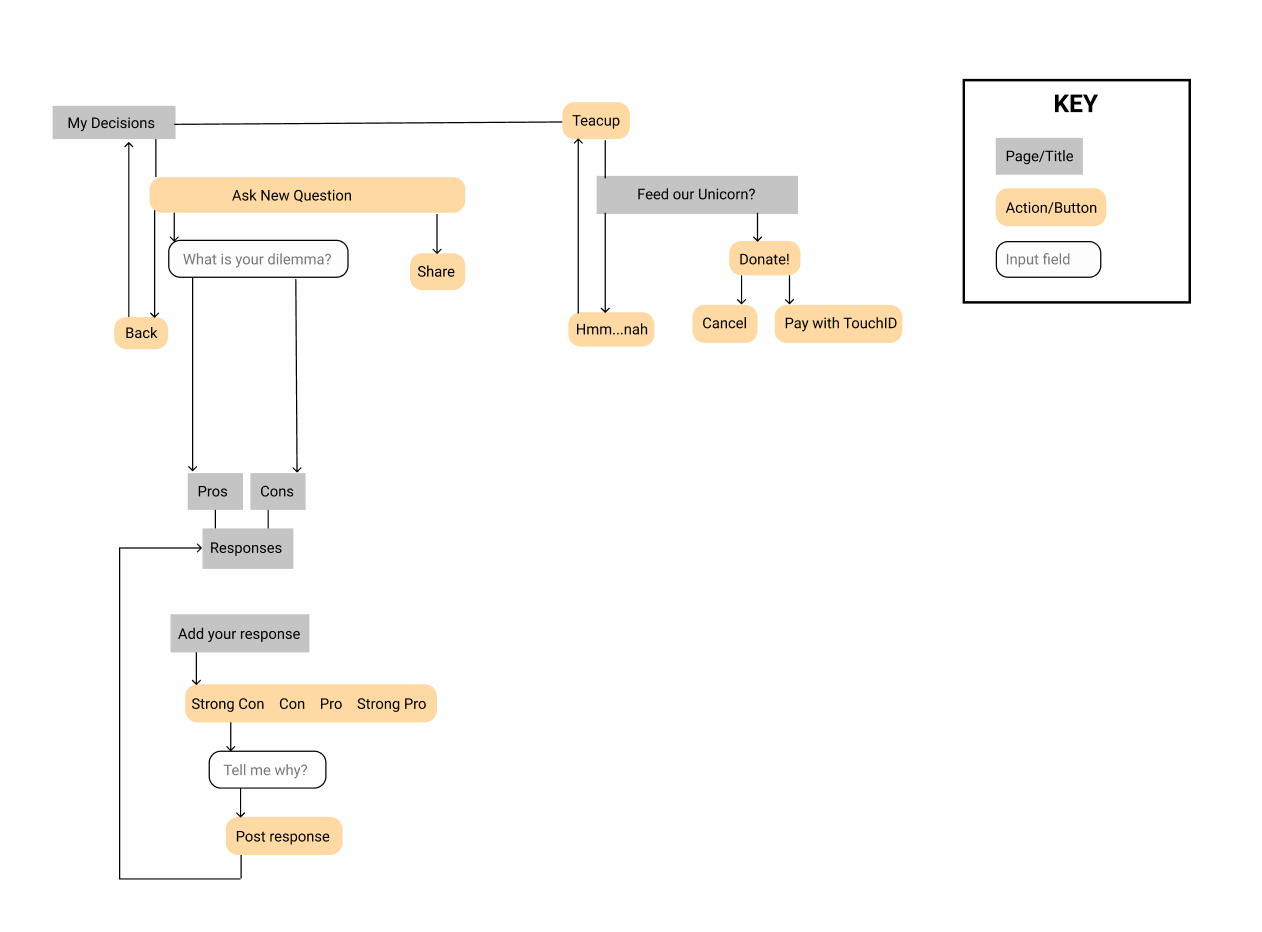 KEY
Page/Title
Action/Button
Input field
My Decisions
Teacup
Ask New Question
Feed our Unicorn?
What is your dilemma?
Share
Donate!
Back
Hmm...nah
Cancel
Pay with TouchID
Pros
Cons
Responses
Add your response
Strong Con Con Pro Strong Pro
Tell me why?
Post response